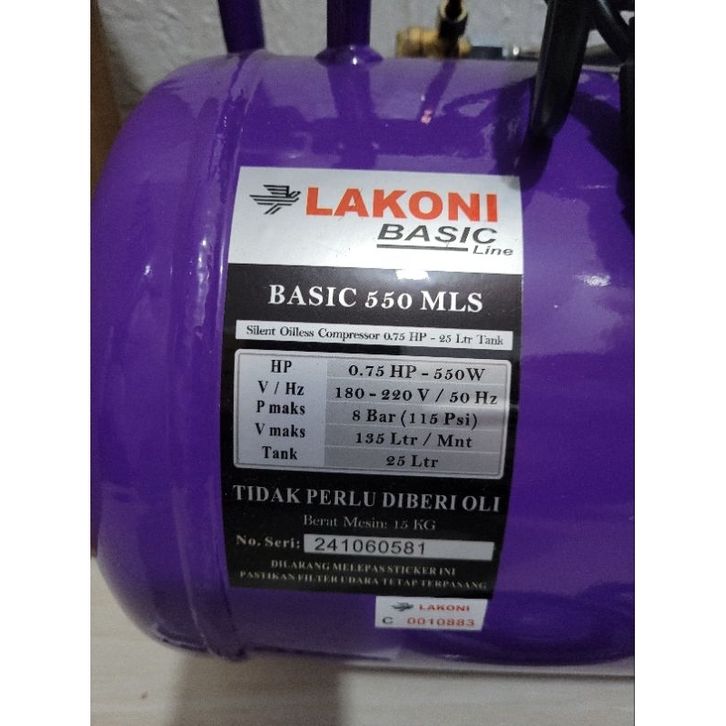 LAKONI
BASIC
Line
BASIC 550 MLS
Silent Oilless Compressor 0.75 HP - 25 Ltr Tank
HP 0.75 HP - 550W
V / Hz 180 - 220 V / 50 Hz
P maks 8 Bar (115 Psi)
V maks 135 Ltr / Mnt
Tank 25 Ltr
TIDAK PERLU DIBERI OLI
Berat Mesin: 15 KG
No. Seri: 241060581
DILARANG MELEPAS STICKER INI
PASTIKAN FILTER UDARA TETAP TERPASANG
LAKONI
C 0010883